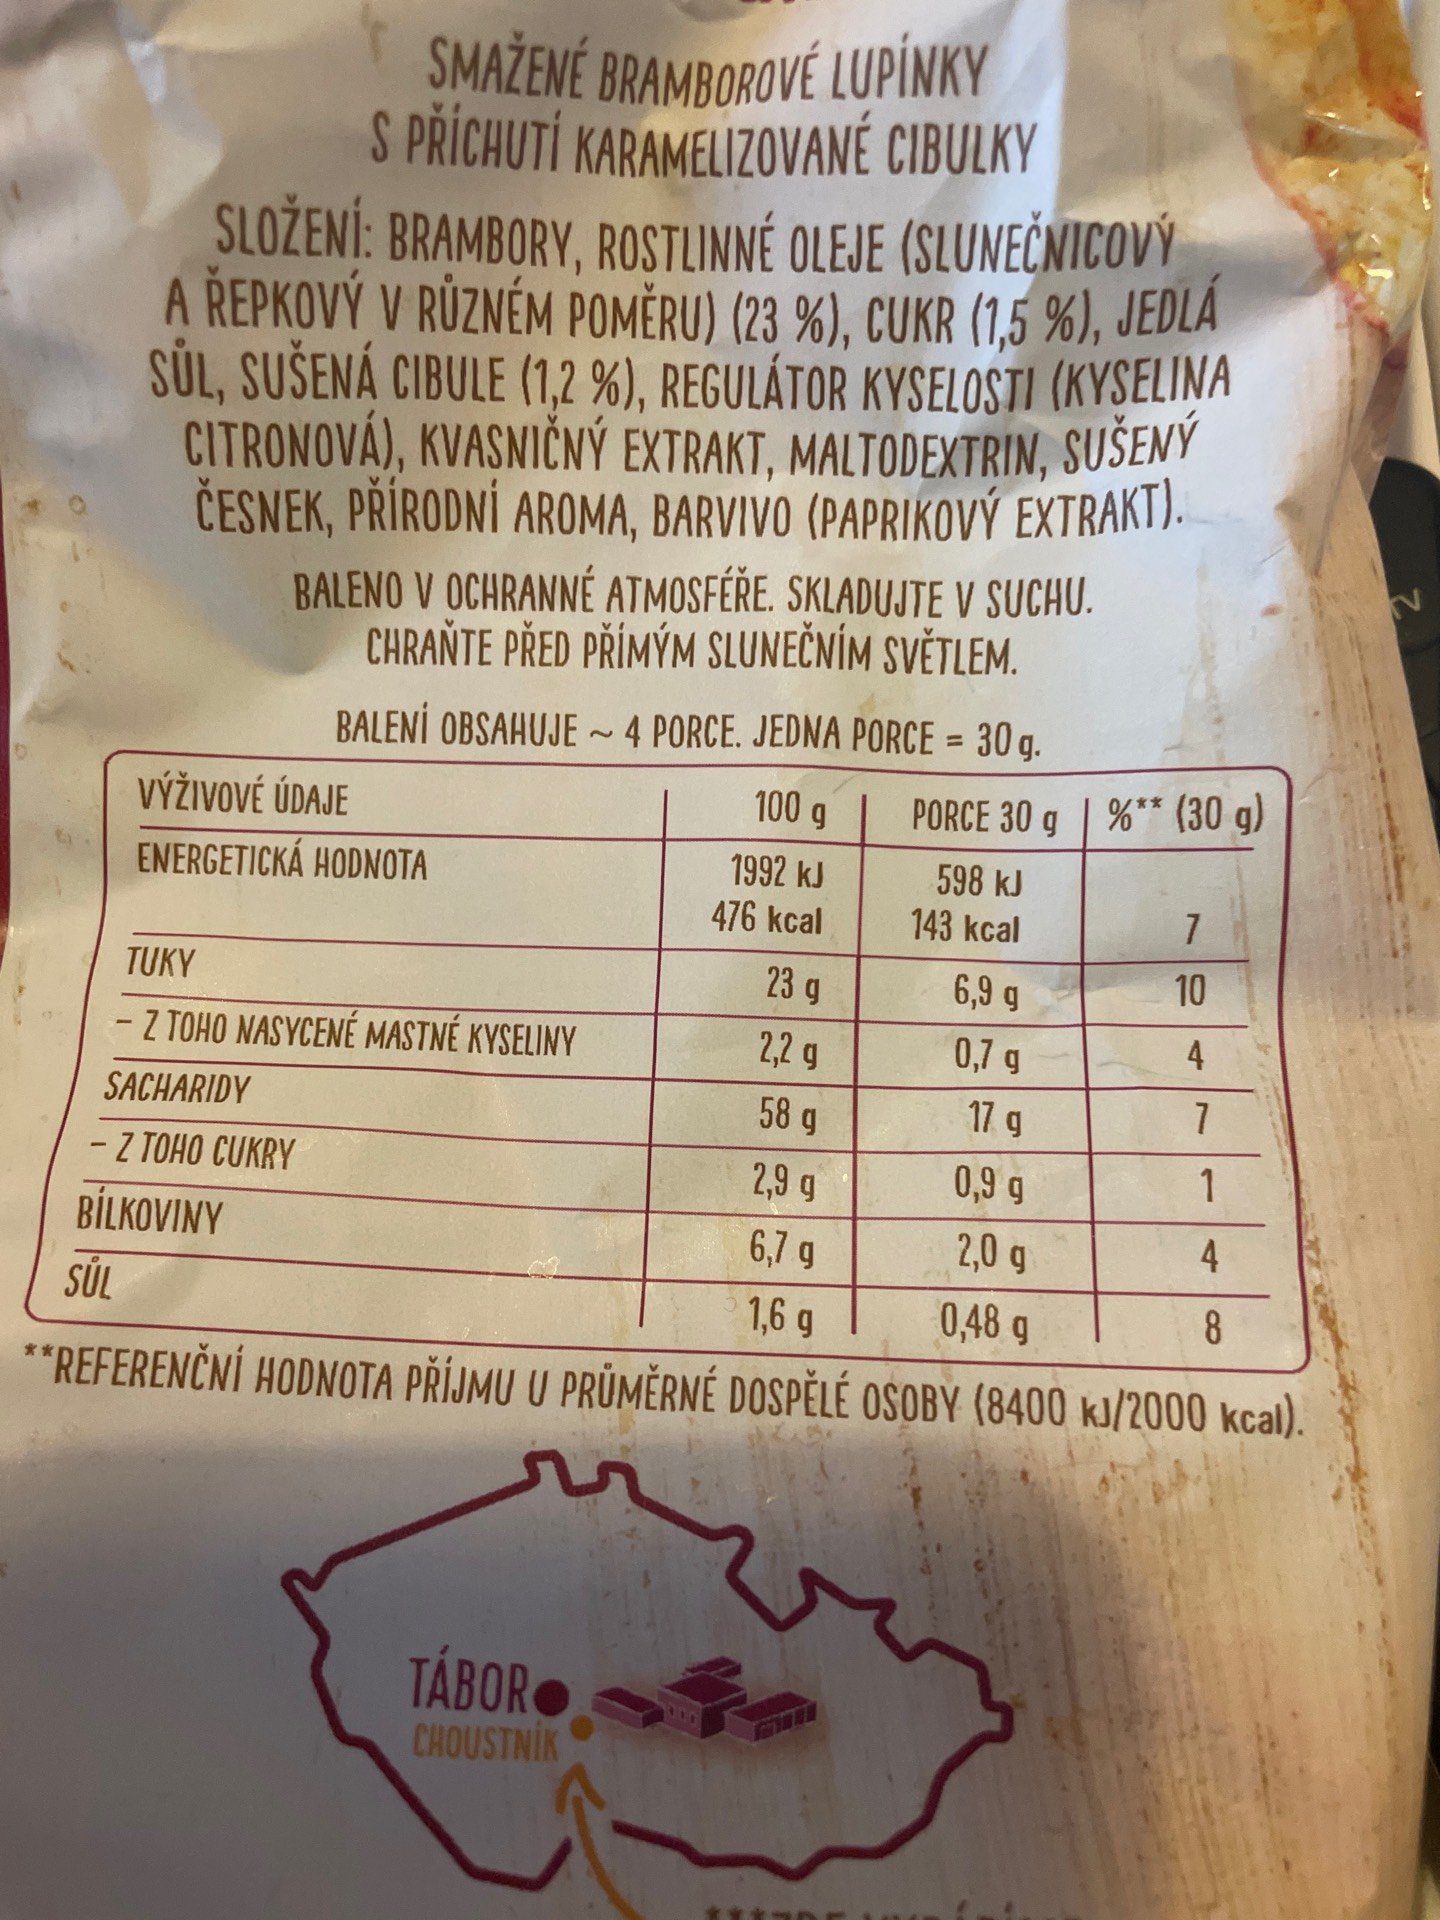 SMAŽENÉ BRAMBOROVÉ LUPÍNKY
S PŘÍCHUTÍ KARAMELIZOVANÉ CIBULKY
SLOŽENÍ: BRAMBORY, ROSTLINNÉ OLEJE (SLUNEČNICOVÝ
A ŘEPKOVÝ V RŮZNÉM POMĚRU) (23 %), CUKR (1,5 %), JEDLÁ
SŮL, SUŠENÁ CIBULE (1,2 %), REGULÁTOR KYSELOSTI (KYSELINA
CITRONOVÁ), KVASNIČNÝ EXTRAKT, MALTODEXTRIN, SUŠENÝ
ČESNEK, PŘÍRODNÍ AROMA, BARVIVO (PAPRIKOVÝ EXTRAKT).
BALENO V OCHRANNÉ ATMOSFÉŘE. SKLADUJTE V SUCHU.
CHRAŇTE PŘED PŘÍMÝM SLUNEČNÍM SVĚTLEM.
BALENÍ OBSAHUJE ~ 4 PORCE. JEDNA PORCE = 30 g.
VÝŽIVOVÉ ÚDAJE 100 g PORCE 30 g %** (30 g)
ENERGETICKÁ HODNOTA 1992 kJ 598 kJ
476 kcal 143 kcal 7
TUKY 23 g 6,9 g 10
- Z TOHO NASYCENÉ MASTNÉ KYSELINY 2,2 g 0,7 g 4
SACHARIDY 58 g 17 g 7
- Z TOHO CUKRY 2,9 g 0,9 g 1
BÍLKOVINY 6,7 g 2,0 g 4
SŮL 1,6 g 0,48 g 8
**REFERENČNÍ HODNOTA PŘÍJMU U PRŮMĚRNÉ DOSPĚLÉ OSOBY (8400 kJ/2000 kcal).
TÁBOR
CHOUSTNÍK